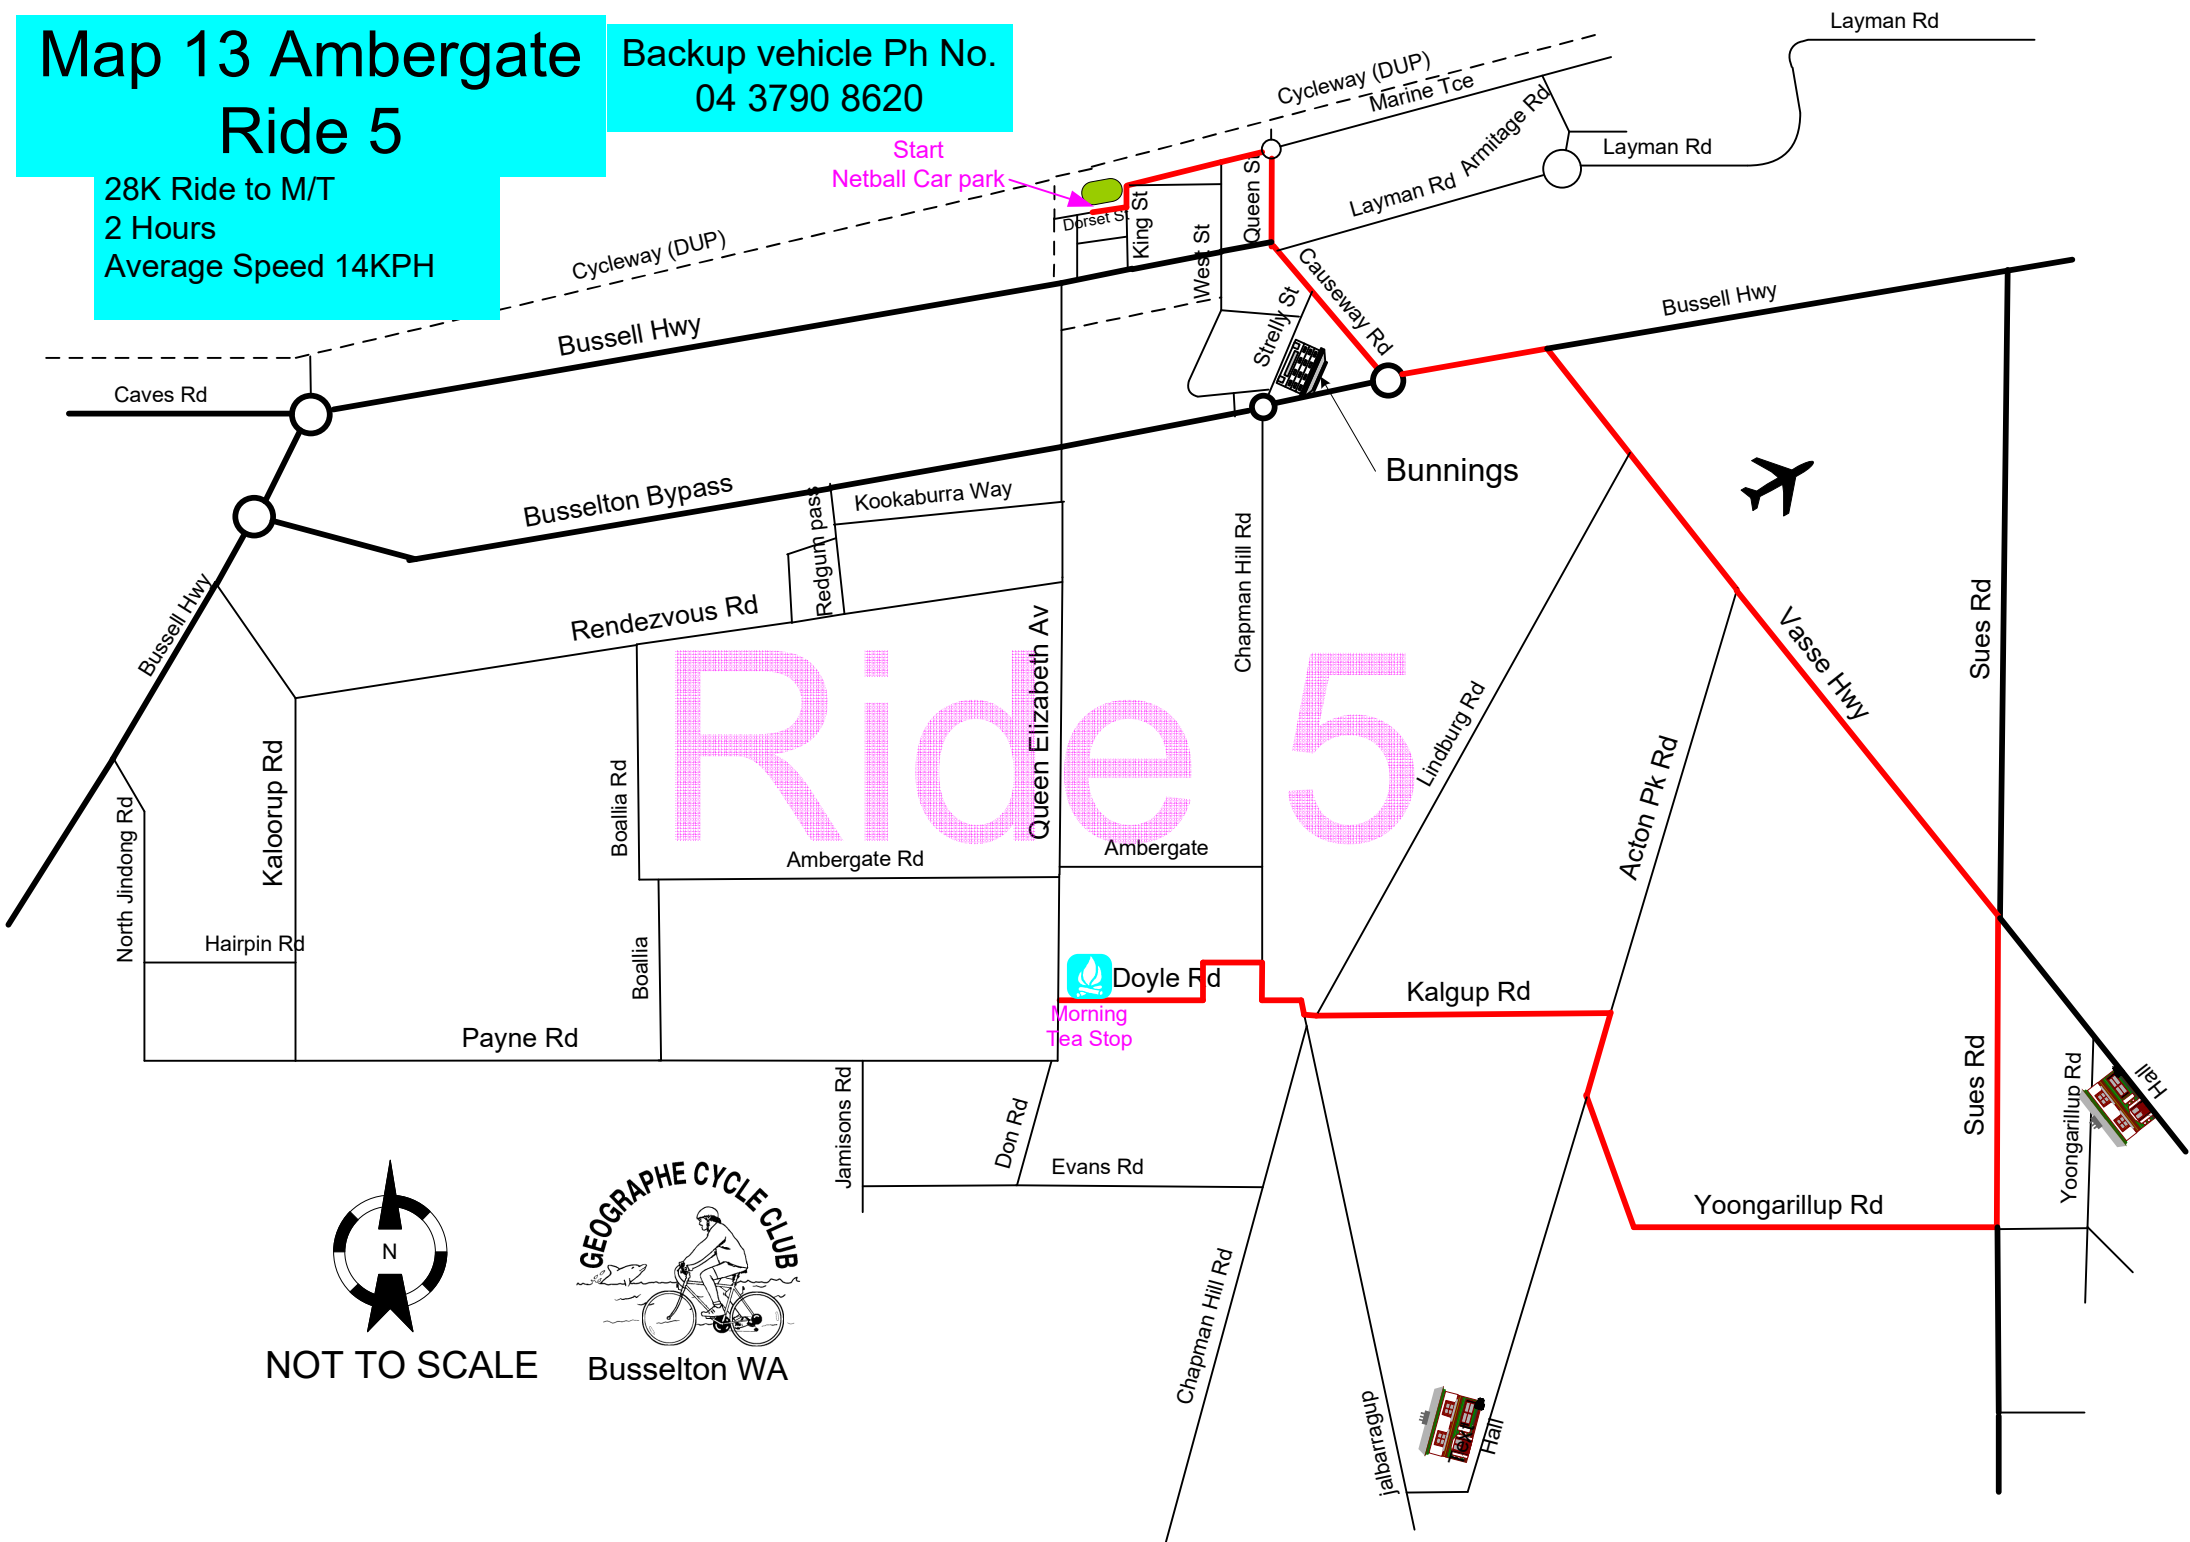 Map 13 Ambergate
Ride 5
28K Ride to M/T
2 Hours
Average Speed 14KPH
Backup vehicle Ph No.
04 3790 8620
Start
Netball Car park
Layman Rd
Cycleway (DUP)
Marine Tce
Armitage Rd
Layman Rd
Layman Rd
Queen St
King St
Dorset St
West St
Cycleway (DUP)
Bussell Hwy
Causeway Rd
Strelly St
Bussell Hwy
Caves Rd
Bunnings
Busselton Bypass
Kookaburra Way
Redgum pass
Chapman Hill Rd
Bussell Hwy
Rendezvous Rd
Queen Elizabeth Av
Sues Rd
Vasse Hwy
Ride 5
Lindburg Rd
Acton Pk Rd
Kaloorup Rd
North Jindong Rd
Boallia Rd
Ambergate Rd
Ambergate
Hairpin Rd
Boallia
Doyle Rd
Kalgup Rd
Morning
Tea Stop
Payne Rd
Jamisons Rd
Don Rd
Evans Rd
Sues Rd
Yoongarillup Rd
Hall
Yoongarillup Rd
N
NOT TO SCALE
GEOGRAPHE CYCLE CLUB
Busselton WA
Chapman Hill Rd
jalbarragup
Text
Hall